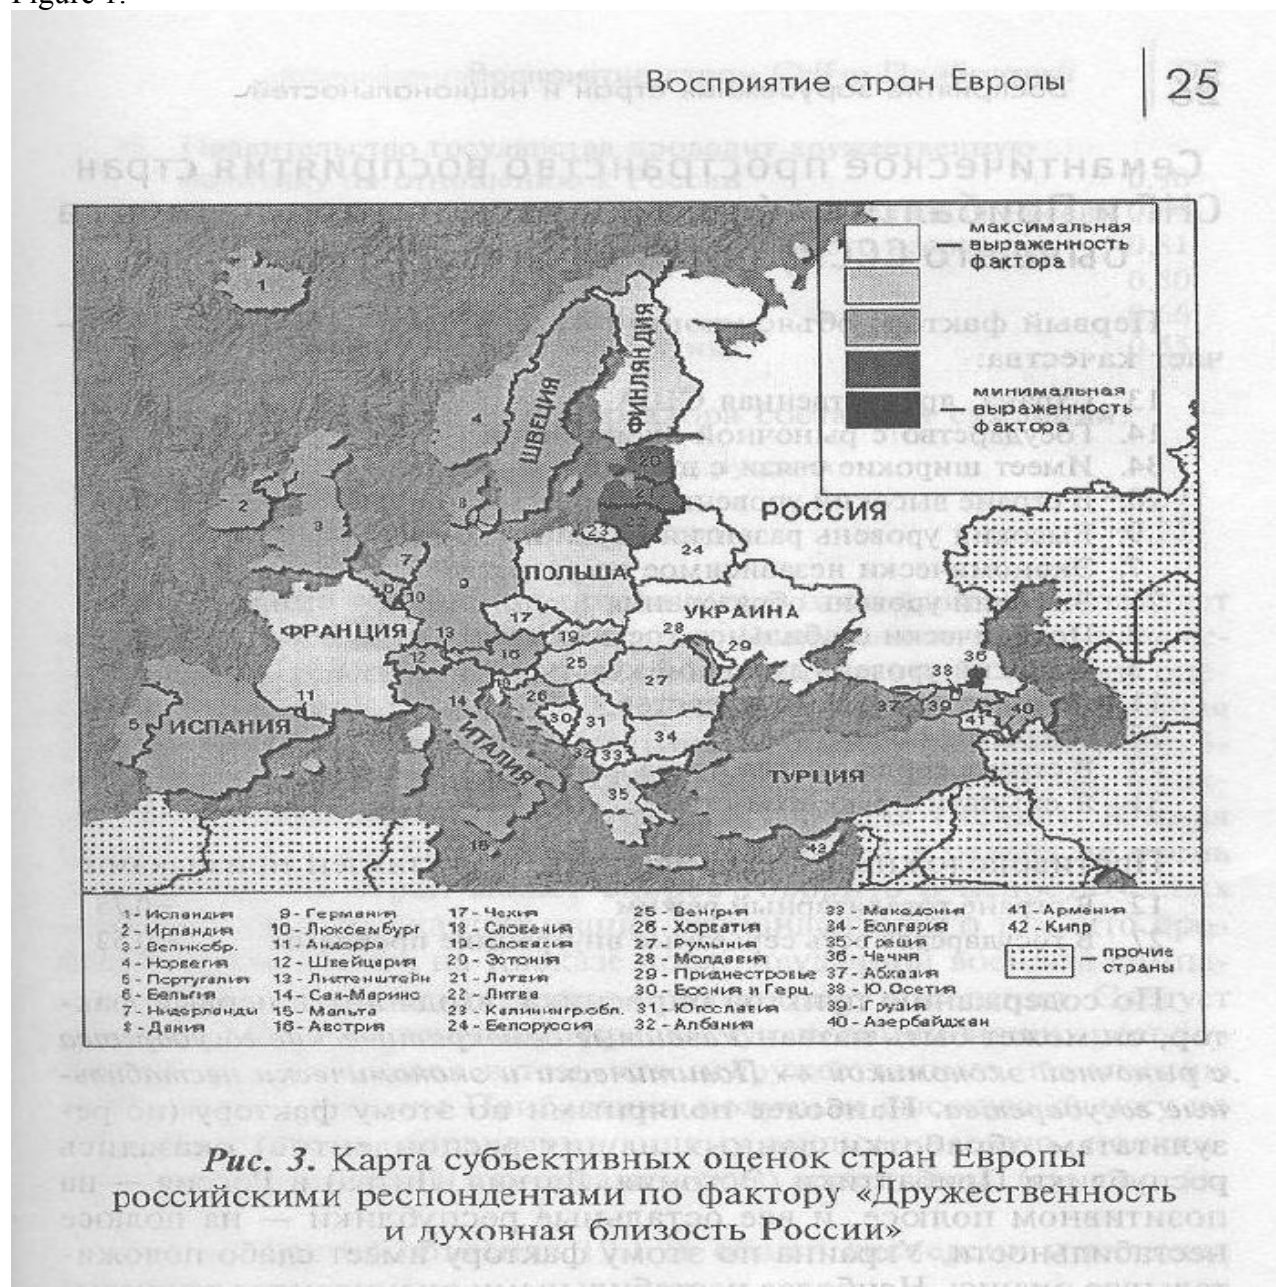 Figure 1.
Восприятие стран Европы 25
максимальная
выраженность
фактора
минимальная
выраженность
фактора
РОССИЯ
ШВЕЦИЯ
ФИНЛЯНДИЯ
ПОЛЬША
УКРАИНА
ФРАНЦИЯ
ИСПАНИЯ
ИТАЛИЯ
ТУРЦИЯ
1 - Исландия
2 - Ирландия
3 - Великобр.
4 - Норвегия
5 - Португалия
6 - Бельгия
7 - Нидерланды
8 - Дания
9 - Германия
10 - Люксембург
11 - Андорра
12 - Швейцария
13 - Лихтенштейн
14 - Сан-Марино
15 - Мальта
16 - Австрия
17 - Чехия
18 - Словения
19 - Словакия
20 - Эстония
21 - Латвия
22 - Литва
23 - Калинингр.обл.
24 - Белоруссия
25 - Венгрия
26 - Хорватия
27 - Румыния
28 - Молдавия
29 - Приднестровье
30 - Босния и Герц.
31 - Югославия
32 - Албания
33 - Македония
34 - Болгария
35 - Греция
36 - Чечня
37 - Абхазия
38 - Ю.Осетия
39 - Грузия
40 - Азербайджан
41 - Армения
42 - Кипр
прочие
страны
Рис. 3. Карта субъективных оценок стран Европы
российскими респондентами по фактору «Дружественность
и духовная близость России»